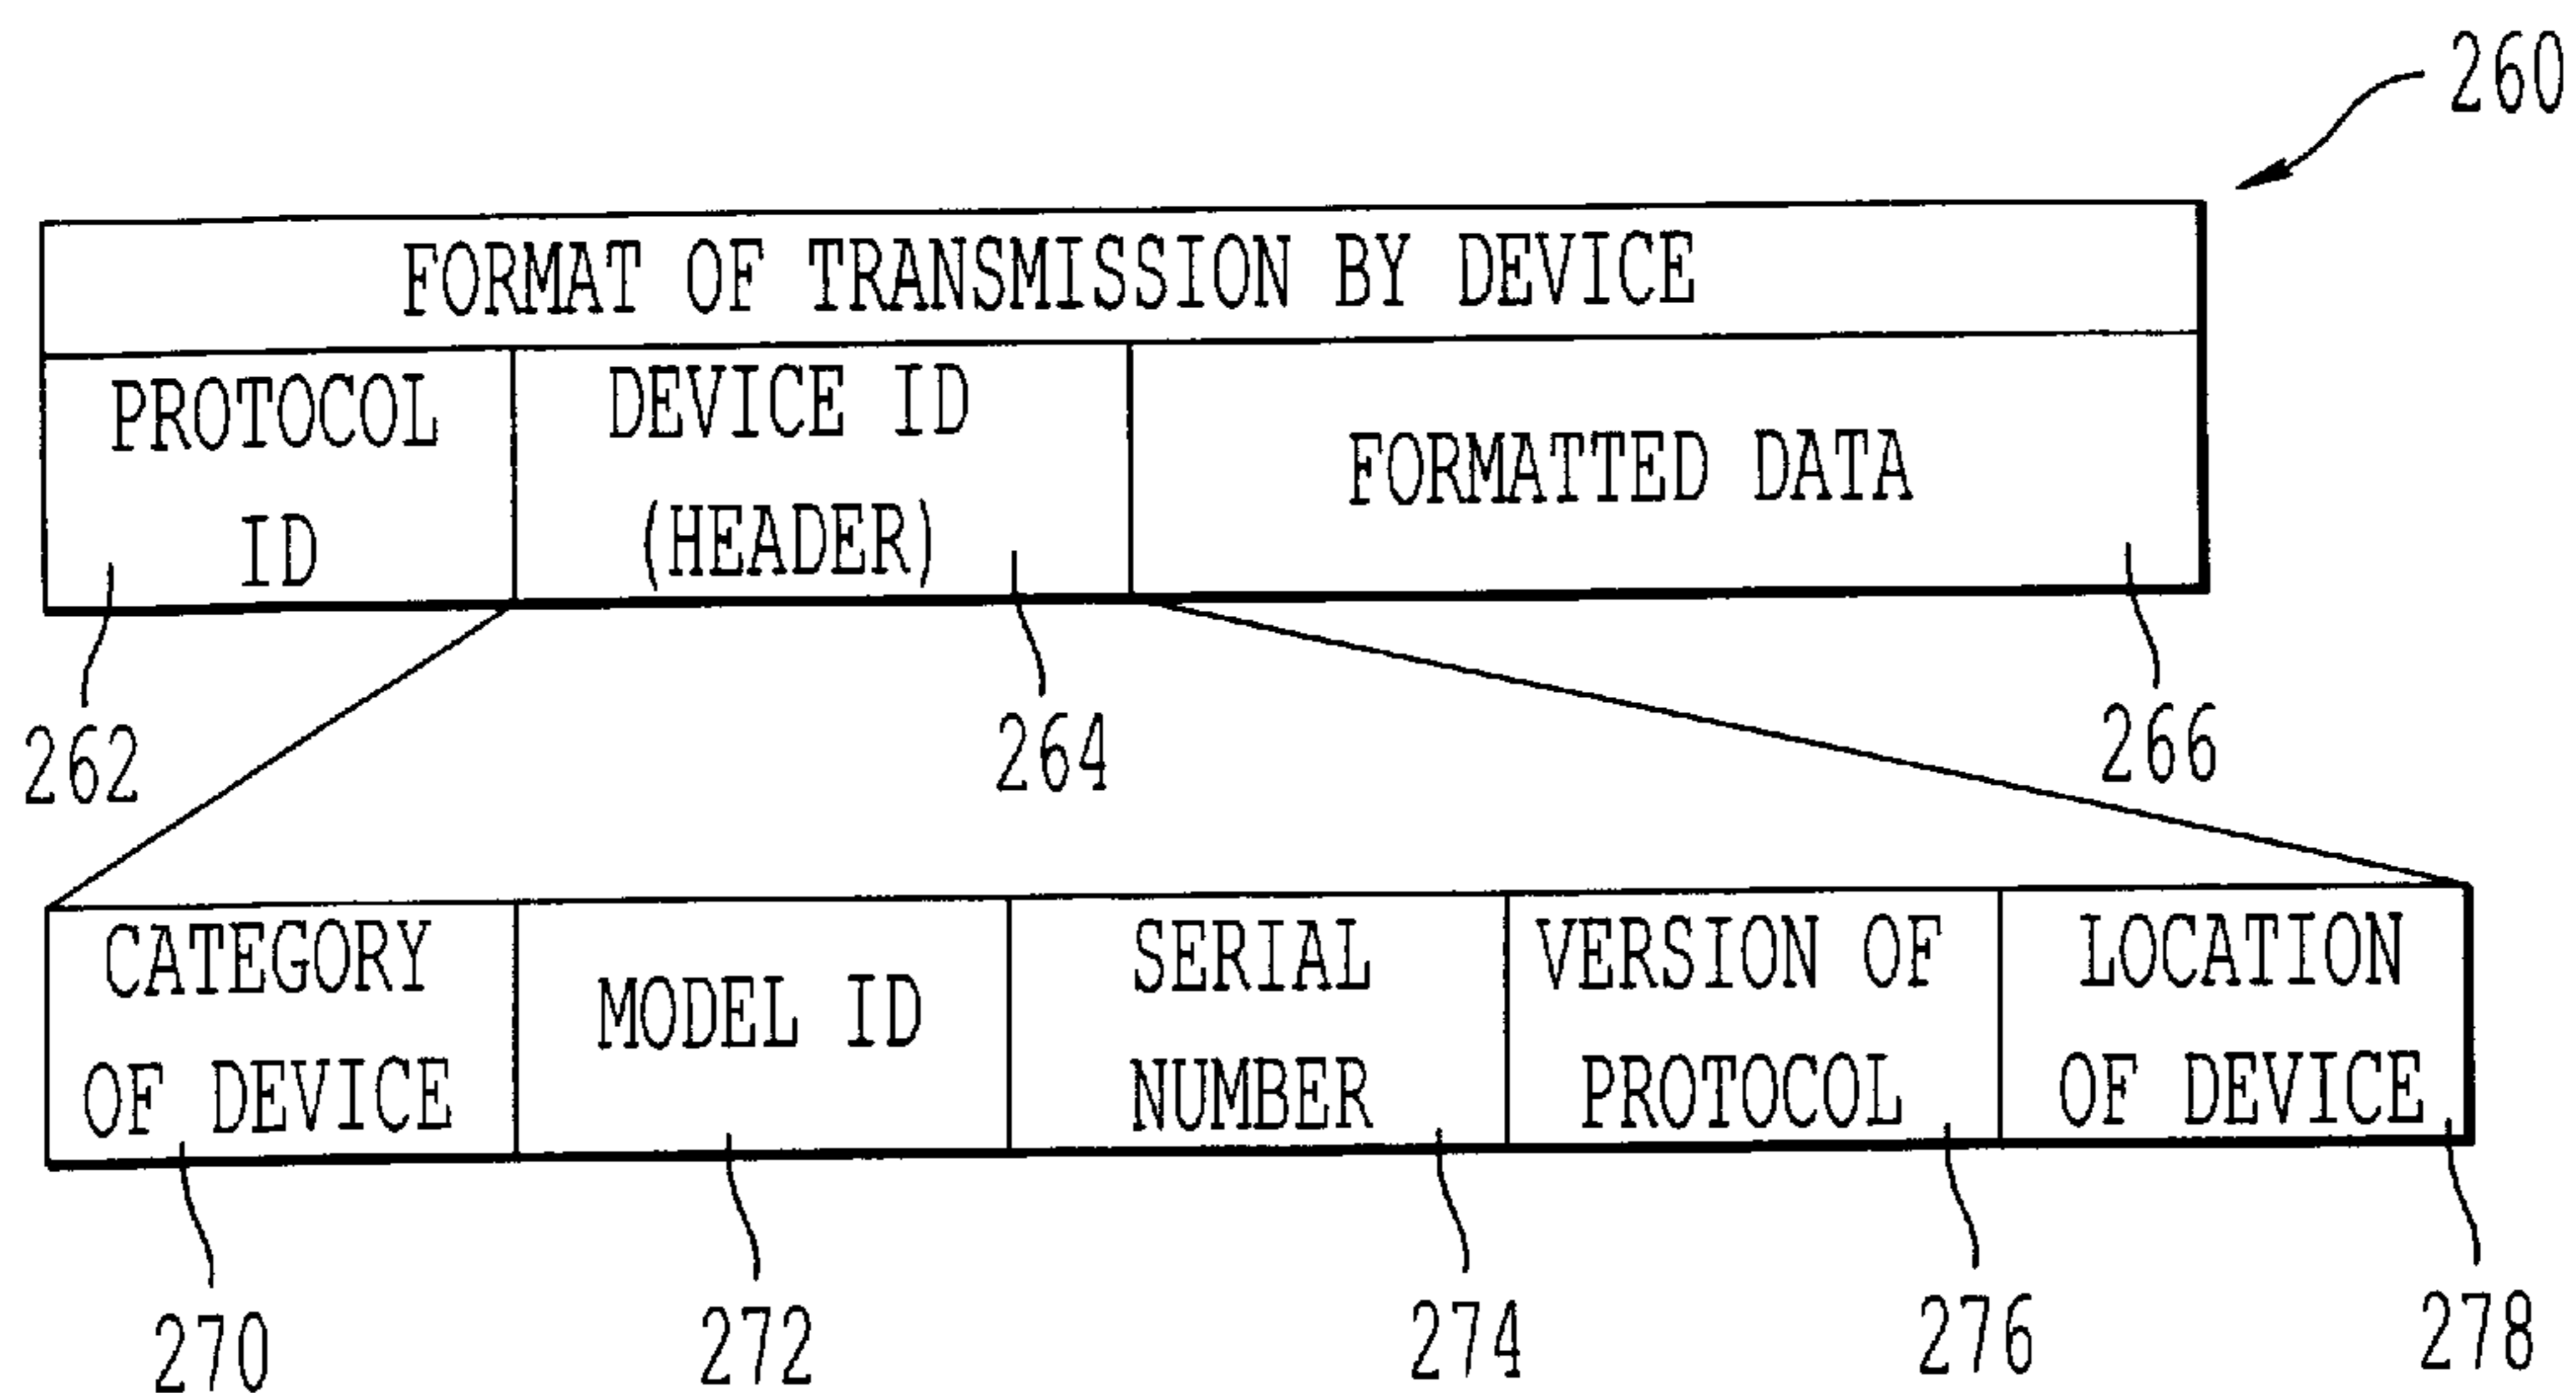 260
FORMAT OF TRANSMISSION BY DEVICE
PROTOCOL
ID
DEVICE ID
(HEADER)
FORMATTED DATA
262
264
266
CATEGORY
OF DEVICE
MODEL ID
SERIAL
NUMBER
VERSION OF
PROTOCOL
LOCATION
OF DEVICE
270
272
274
276
278